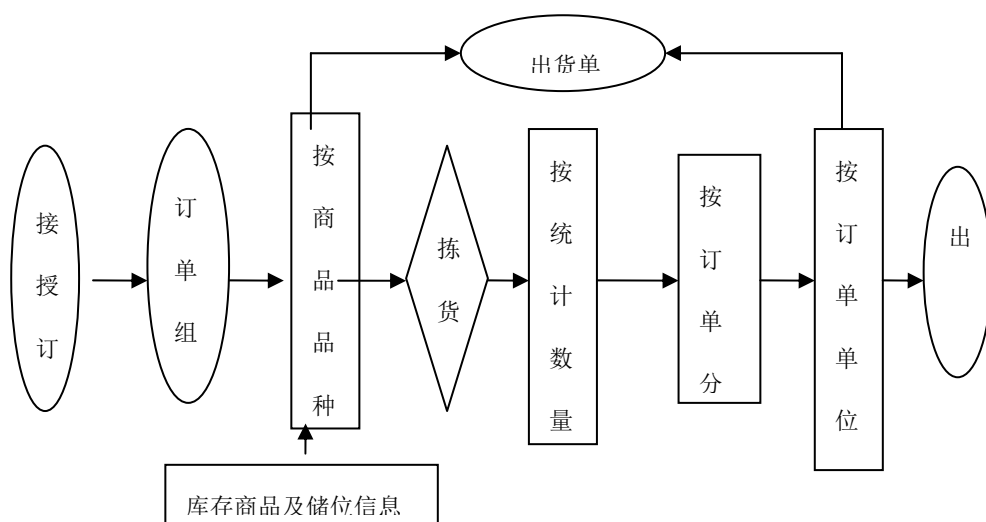 出货单
接授订
订单组
按商品品种
拣货
按统计数量
按订单分
按订单单位
出
库存商品及储位信息